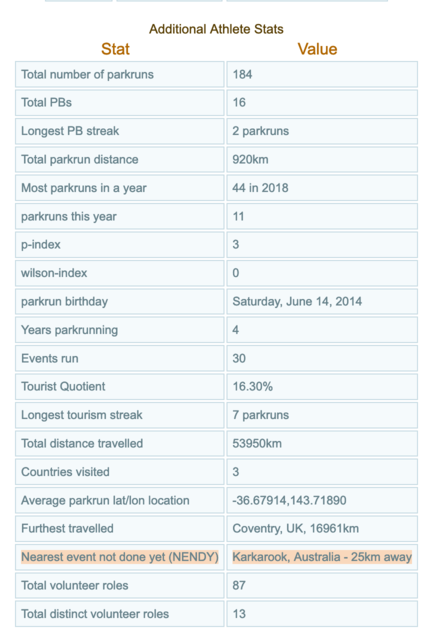 Additional Athlete Stats
Stat Value
Total number of parkruns 184
Total PBs 16
Longest PB streak 2 parkruns
Total parkrun distance 920km
Most parkruns in a year 44 in 2018
parkruns this year 11
p-index 3
wilson-index 0
parkrun birthday Saturday, June 14, 2014
Years parkrunning 4
Events run 30
Tourist Quotient 16.30%
Longest tourism streak 7 parkruns
Total distance travelled 53950km
Countries visited 3
Average parkrun lat/lon location -36.67914,143.71890
Furthest travelled Coventry, UK, 16961km
Nearest event not done yet (NENDY) Karkarook, Australia - 25km away
Total volunteer roles 87
Total distinct volunteer roles 13